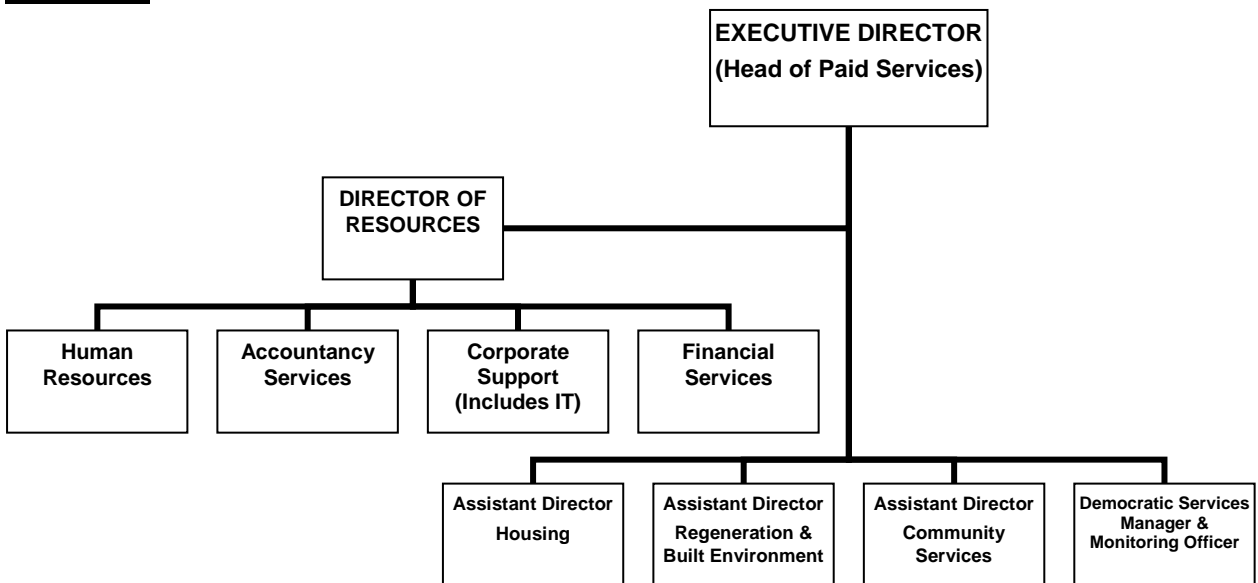 EXECUTIVE DIRECTOR
(Head of Paid Services)
DIRECTOR OF
RESOURCES
Human
Resources
Accountancy
Services
Corporate
Support
(Includes IT)
Financial
Services
Assistant Director
Housing
Assistant Director
Regeneration &
Built Environment
Assistant Director
Community
Services
Democratic Services
Manager &
Monitoring Officer